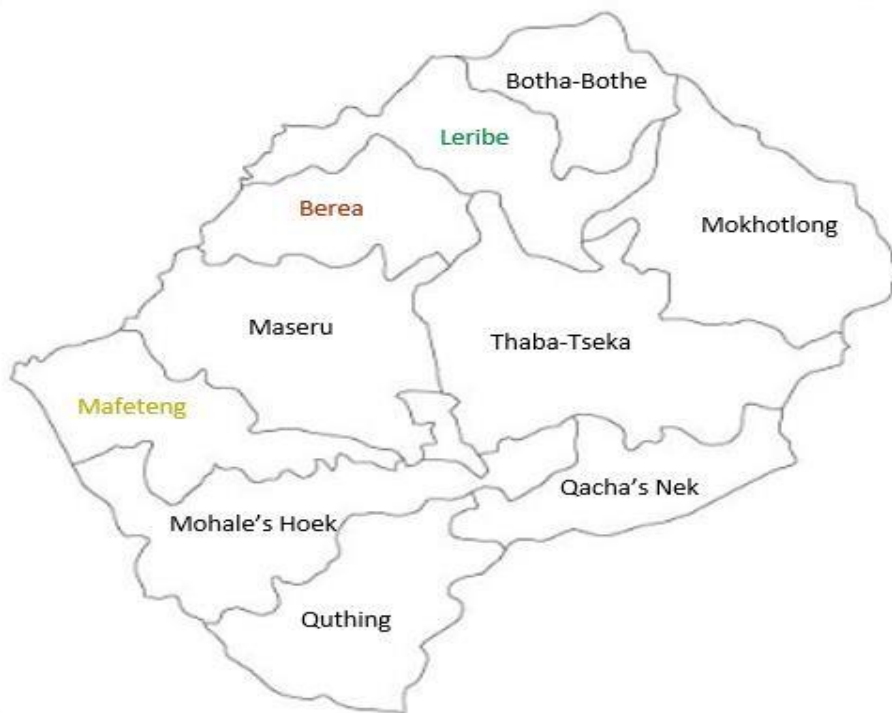 Botha-Bothe
Leribe
Berea
Mokhotlong
Maseru
Thaba-Tseka
Mafeteng
Qacha’s Nek
Mohale’s Hoek
Quthing